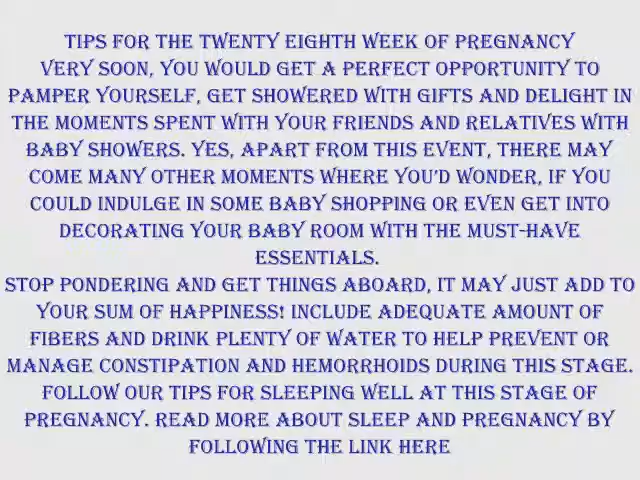 TIPS FOR THE TWENTY EIGHTH WEEK OF PREGNANCY
VERY SOON, YOU WOULD GET A PERFECT OPPORTUNITY TO
PAMPER YOURSELF, GET SHOWERED WITH GIFTS AND DELIGHT IN
THE MOMENTS SPENT WITH YOUR FRIENDS AND RELATIVES WITH
BABY SHOWERS. YES, APART FROM THIS EVENT, THERE MAY
COME MANY OTHER MOMENTS WHERE YOU'D WONDER, IF YOU
COULD INDULGE IN SOME BABY SHOPPING OR EVEN GET INTO
DECORATING YOUR BABY ROOM WITH THE MUST-HAVE
ESSENTIALS.
STOP PONDERING AND GET THINGS ABOARD, IT MAY JUST ADD TO
YOUR SUM OF HAPPINESS! INCLUDE ADEQUATE AMOUNT OF
FIBERS AND DRINK PLENTY OF WATER TO HELP PREVENT OR
MANAGE CONSTIPATION AND HEMORRHOIDS DURING THIS STAGE.
FOLLOW OUR TIPS FOR SLEEPING WELL AT THIS STAGE OF
PREGNANCY. READ MORE ABOUT SLEEP AND PREGNANCY BY
FOLLOWING THE LINK HERE